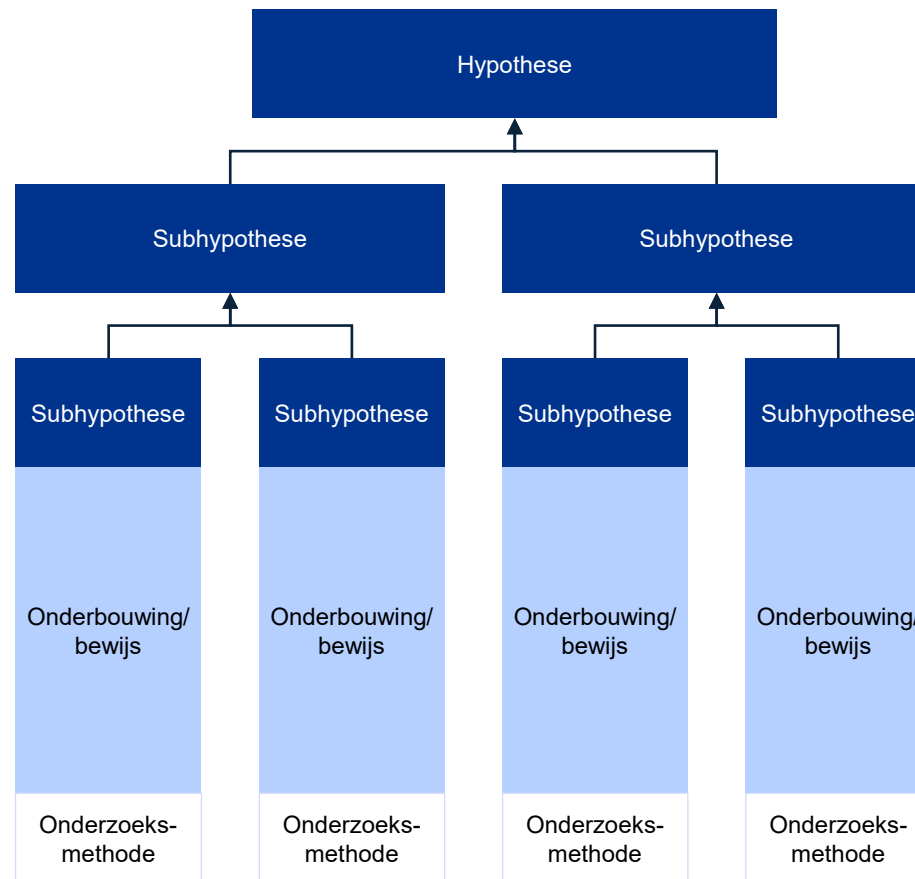 Hypothese
Subhypothese
Subhypothese
Subhypothese
Subhypothese
Subhypothese
Subhypothese
Onderbouwing/
bewijs
Onderbouwing/
bewijs
Onderbouwing/
bewijs
Onderbouwing/
bewijs
Onderzoeks-
methode
Onderzoeks-
methode
Onderzoeks-
methode
Onderzoeks-
methode